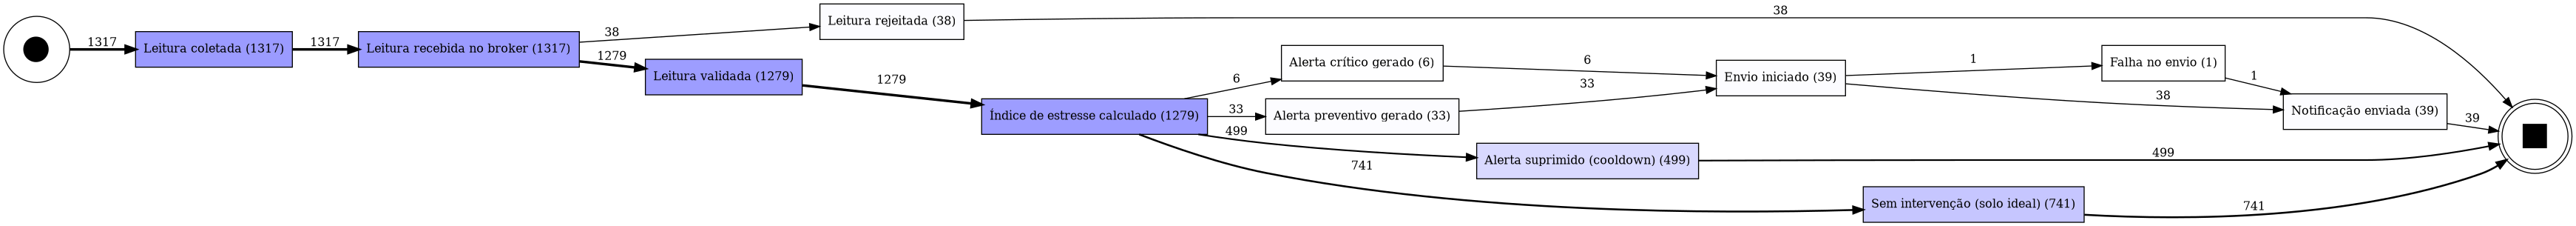 1317
Leitura coletada (1317)
1317
Leitura recebida no broker (1317)
38
Leitura rejeitada (38)
38
1279
Leitura validada (1279)
1279
Índice de estresse calculado (1279)
6
Alerta crítico gerado (6)
6
33
Alerta preventivo gerado (33)
33
Envio iniciado (39)
1
Falha no envio (1)
1
38
Notificação enviada (39)
39
499
Alerta suprimido (cooldown) (499)
499
741
Sem intervenção (solo ideal) (741)
741